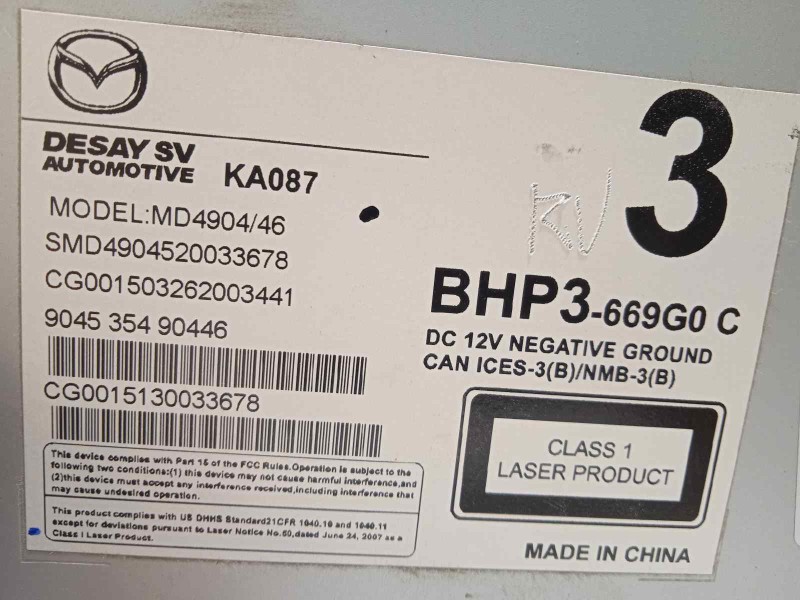 3
DESAY SV
AUTOMOTIVE KA087
MODEL:MD4904/46
SMD4904520033678
CG001503262003441
9045 354 90446
CG0015130033678
BHP3-669G0 C
DC 12V NEGATIVE GROUND
CAN ICES-3(B)/NMB-3(B)
CLASS 1
LASER PRODUCT
This device complies with Part 15 of the FCC Rules.Operation is subject to the
following two conditions:(1) this device may not cause harmful interference,and
(2)this device must accept any interference received,including interference that
may cause undesired operation.
This product complies with US DHHS Standard21CFR 1040.10 and 1040.11
except for deviations pursuant to Laser Notice No.50,dated June 24, 2007 as a
Class I Laser Product.
MADE IN CHINA